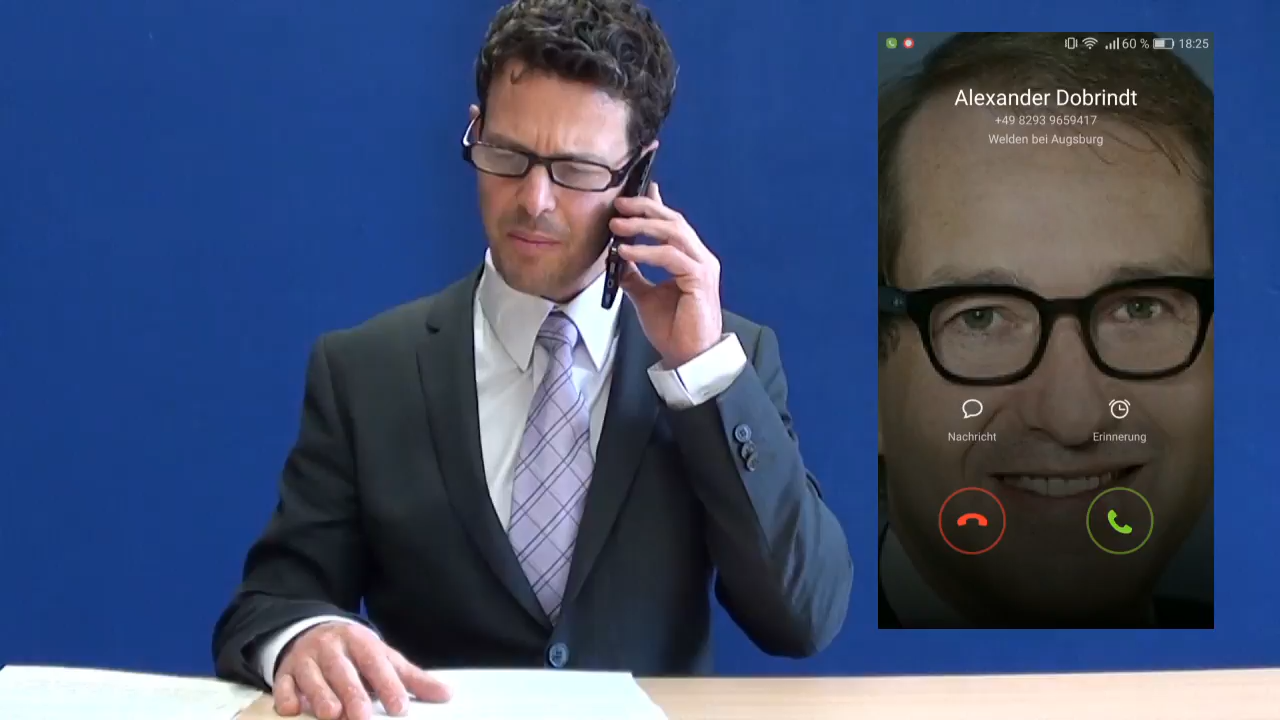 60 % 18:25
Alexander Dobrindt
+49 8293 9659417
Welden bei Augsburg
Nachricht Erinnerung